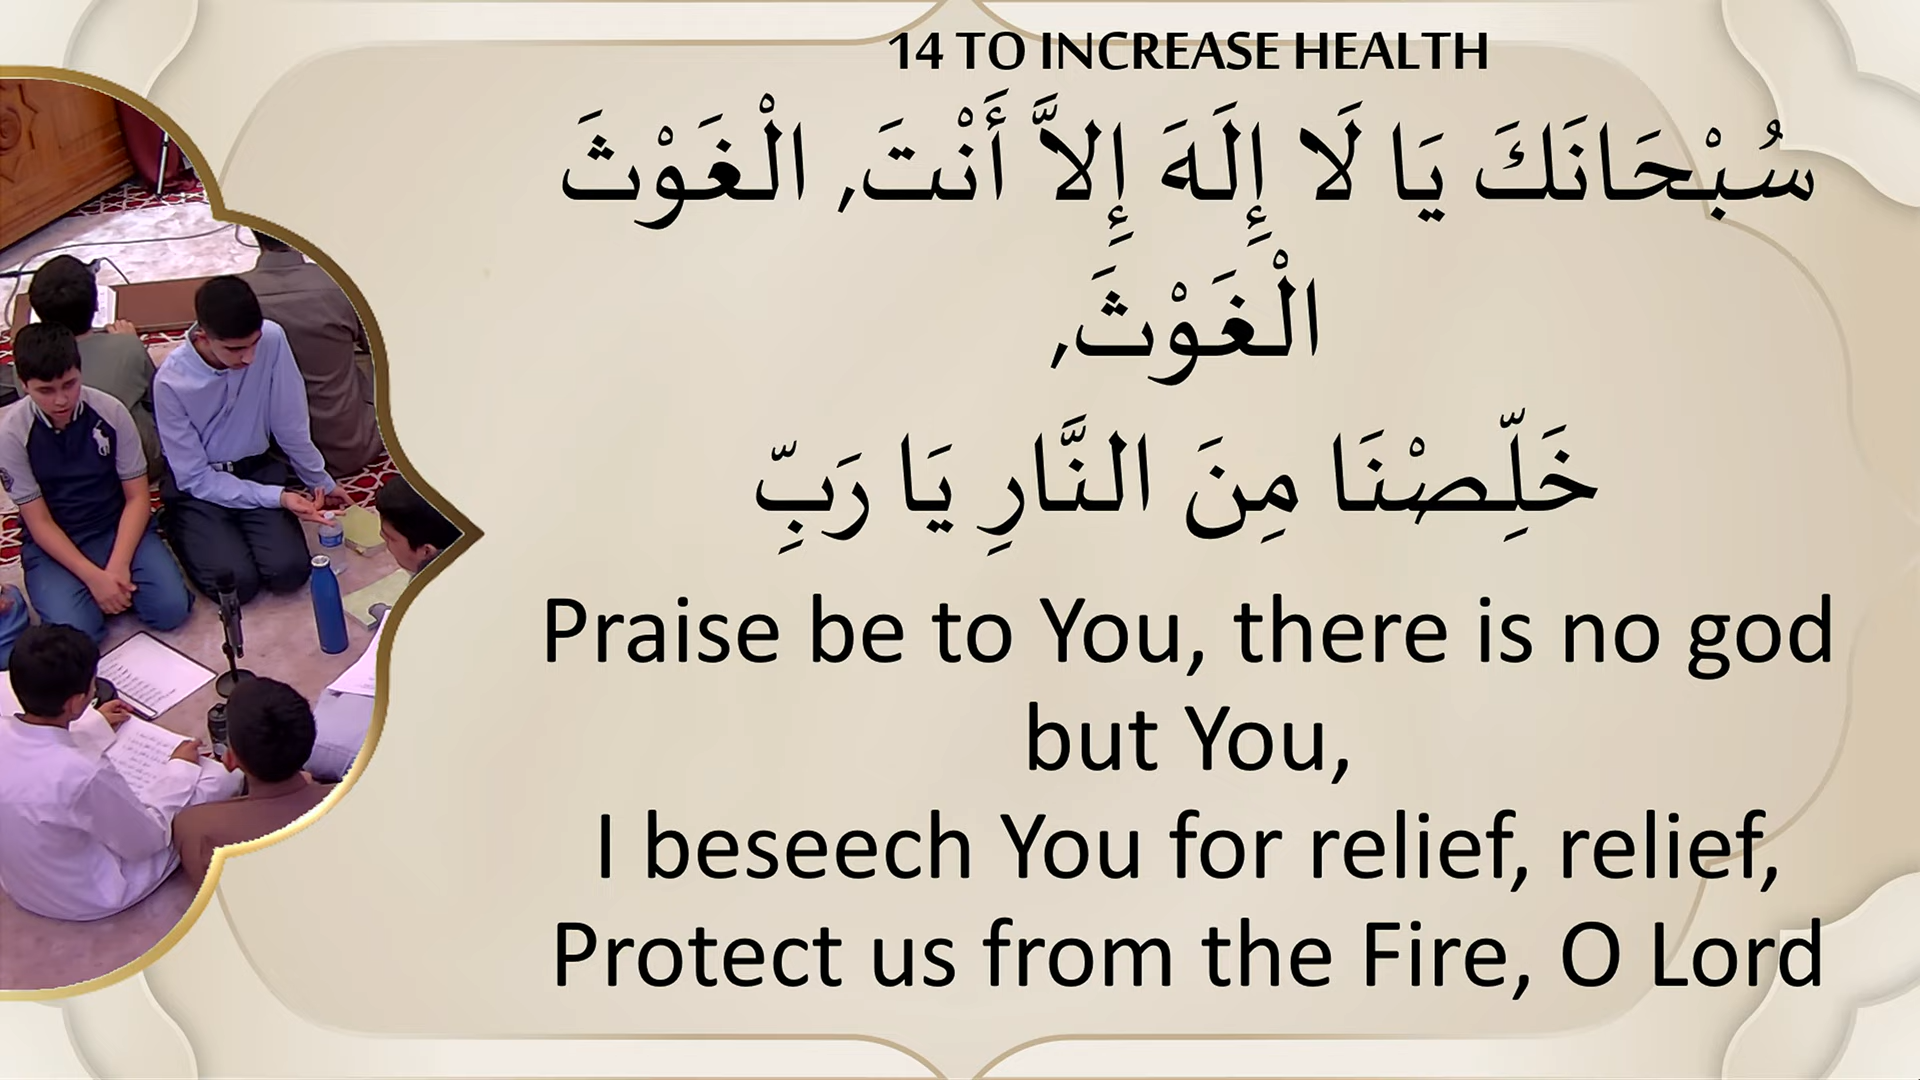 14 TO INCREASE HEALTH
سُبْحَانَكَ يَا لَا إِلَهَ إِلاَّ أَنْتَ, الْغَوْثَ
الْغَوْثَ,
خَلِّصْنَا مِنَ النَّارِ يَا رَبِّ
Praise be to You, there is no god
but You,
I beseech You for relief, relief,
Protect us from the Fire, O Lord